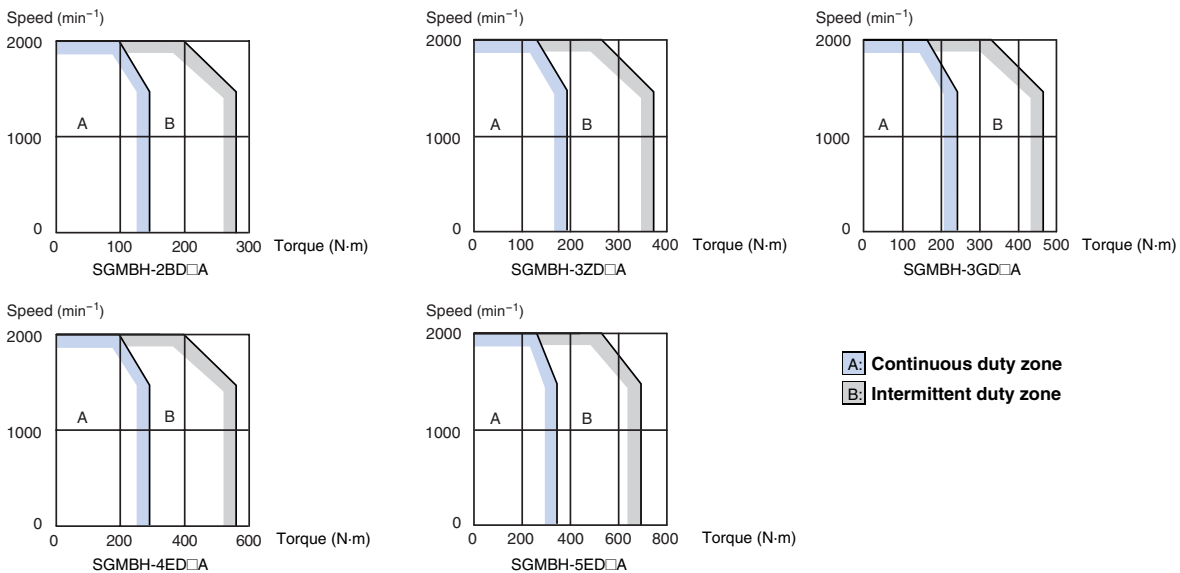 Speed (min⁻¹)
2000
A
B
1000
0
0 100 200 300 Torque (N·m)
SGMBH-2BD□A
Speed (min⁻¹)
2000
A
B
1000
0
0 100 200 300 400 Torque (N·m)
SGMBH-3ZD□A
Speed (min⁻¹)
2000
A
B
1000
0
0 100 200 300 400 500 Torque (N·m)
SGMBH-3GD□A
Speed (min⁻¹)
2000
A
B
1000
0
0 200 400 600 Torque (N·m)
SGMBH-4ED□A
Speed (min⁻¹)
2000
A
B
1000
0
0 200 400 600 800 Torque (N·m)
SGMBH-5ED□A
A: Continuous duty zone
B: Intermittent duty zone